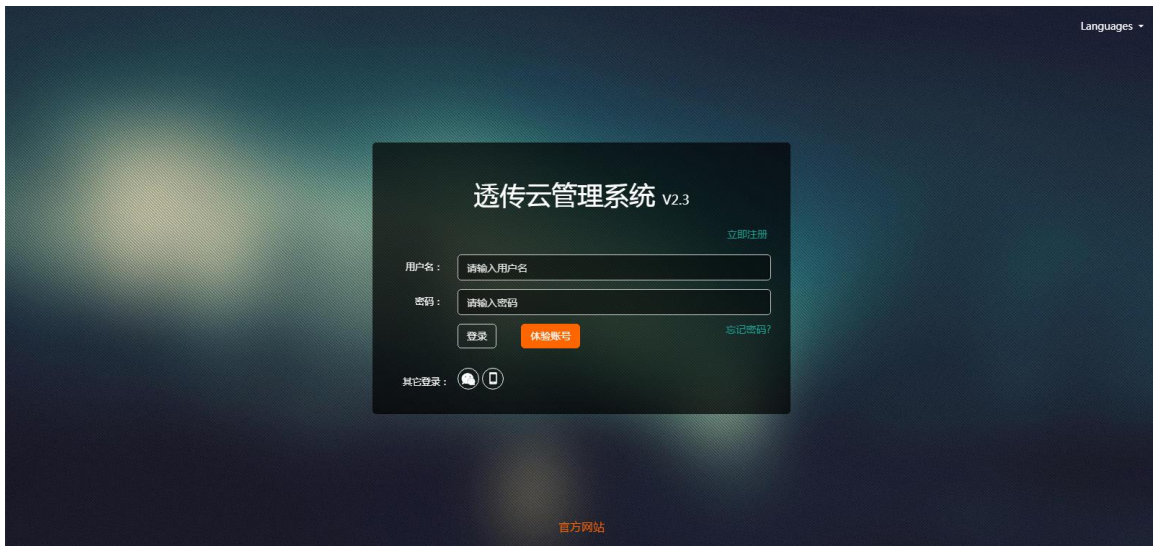 Languages
透传云管理系统 V2.3
立即注册
用户名：
请输入用户名
密码：
请输入密码
登录 体验账号 忘记密码?
其它登录：
官方网站